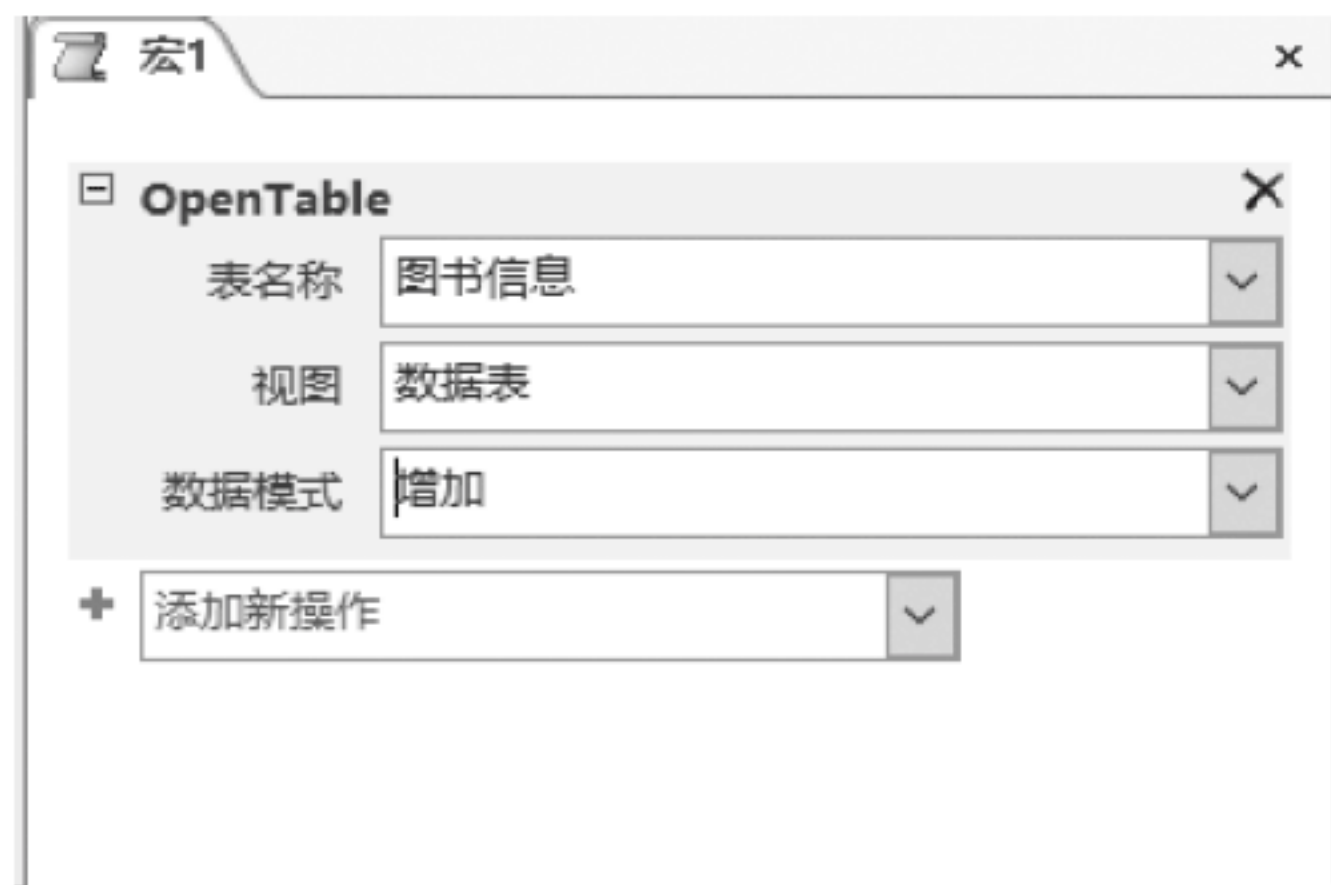 宏1
OpenTable
表名称 图书信息
视图 数据表
数据模式 增加
添加新操作